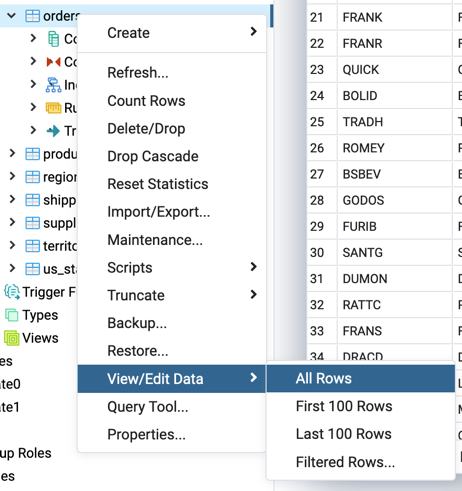 orders
Create
Refresh...
Count Rows
Delete/Drop
Drop Cascade
Reset Statistics
Import/Export...
Maintenance...
Scripts
Truncate
Backup...
Restore...
View/Edit Data
Query Tool...
Properties...
All Rows
First 100 Rows
Last 100 Rows
Filtered Rows...
Co
Co
In
Ru
Tr
produ
region
shipp
suppl
territo
us_sta
Trigger F
Types
Views
es
ate0
ate1
up Roles
es
21 FRANK
22 FRANR
23 QUICK
24 BOLID
25 TRADH
26 ROMEY
27 BSBEV
28 GODOS
29 FURIB
30 SANTG
31 DUMON
32 RATTC
33 FRANS
34 DRACD